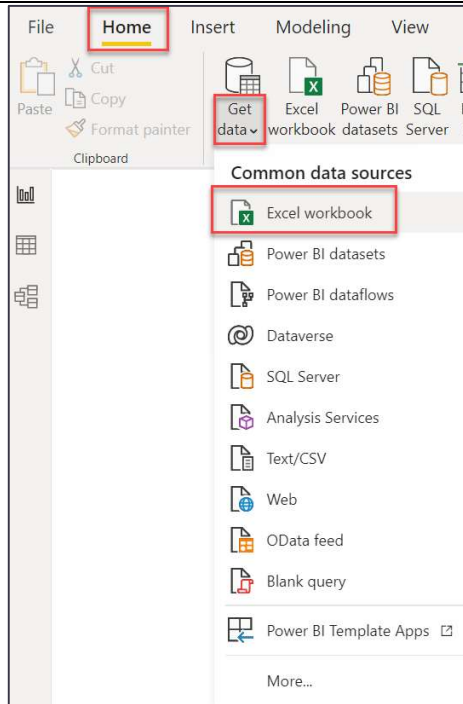 File Home Insert Modeling View
Cut
Copy
Format painter
Paste
Clipboard
Get data
Excel workbook
Power BI datasets
SQL Server
Common data sources
Excel workbook
Power BI datasets
Power BI dataflows
Dataverse
SQL Server
Analysis Services
Text/CSV
Web
OData feed
Blank query
Power BI Template Apps
More...